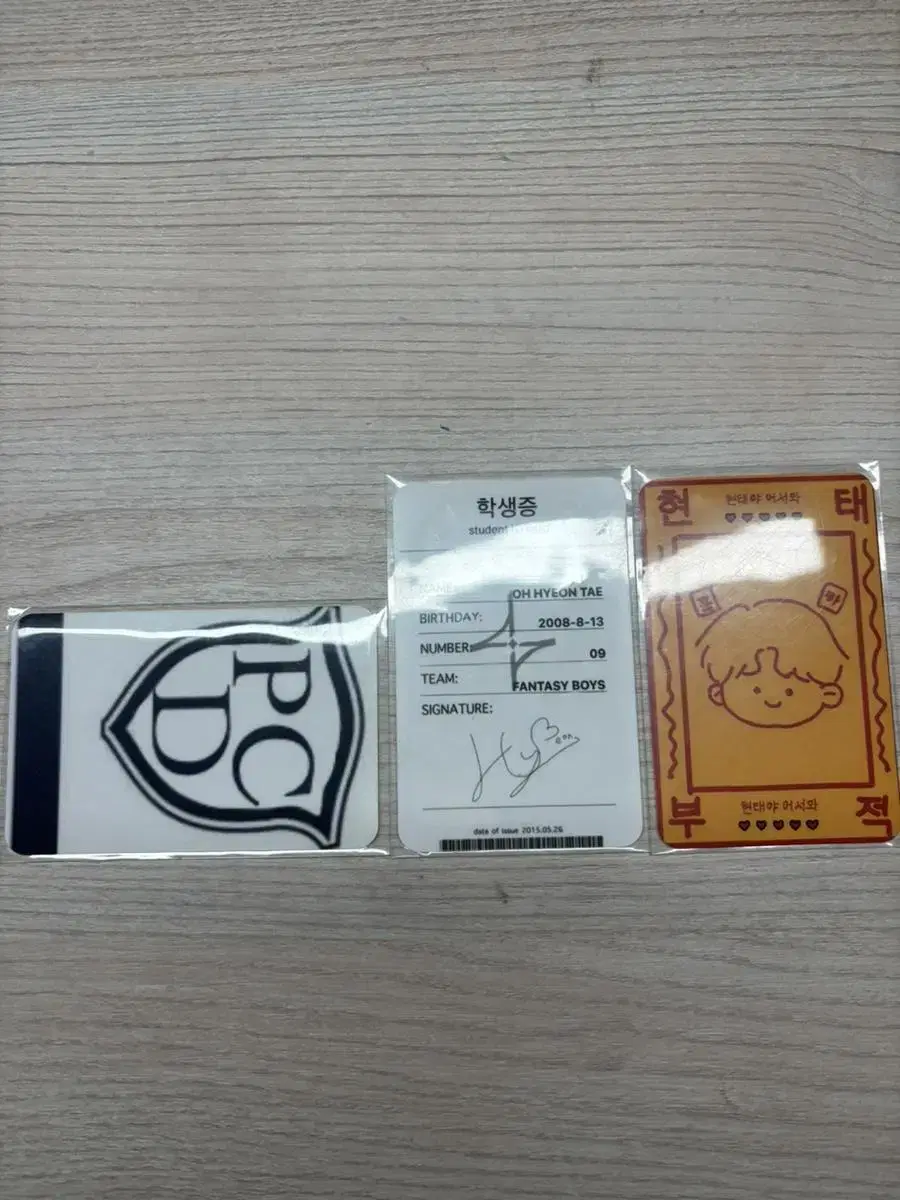 PC
D
학생증
student
NAME:
OH HYEON TAE
BIRTHDAY:
2008-8-13
NUMBER:
09
TEAM:
FANTASY BOYS
SIGNATURE:
date of issue 2015.05.26
현 태
현태야 어서와
현태야 어서와
부 적